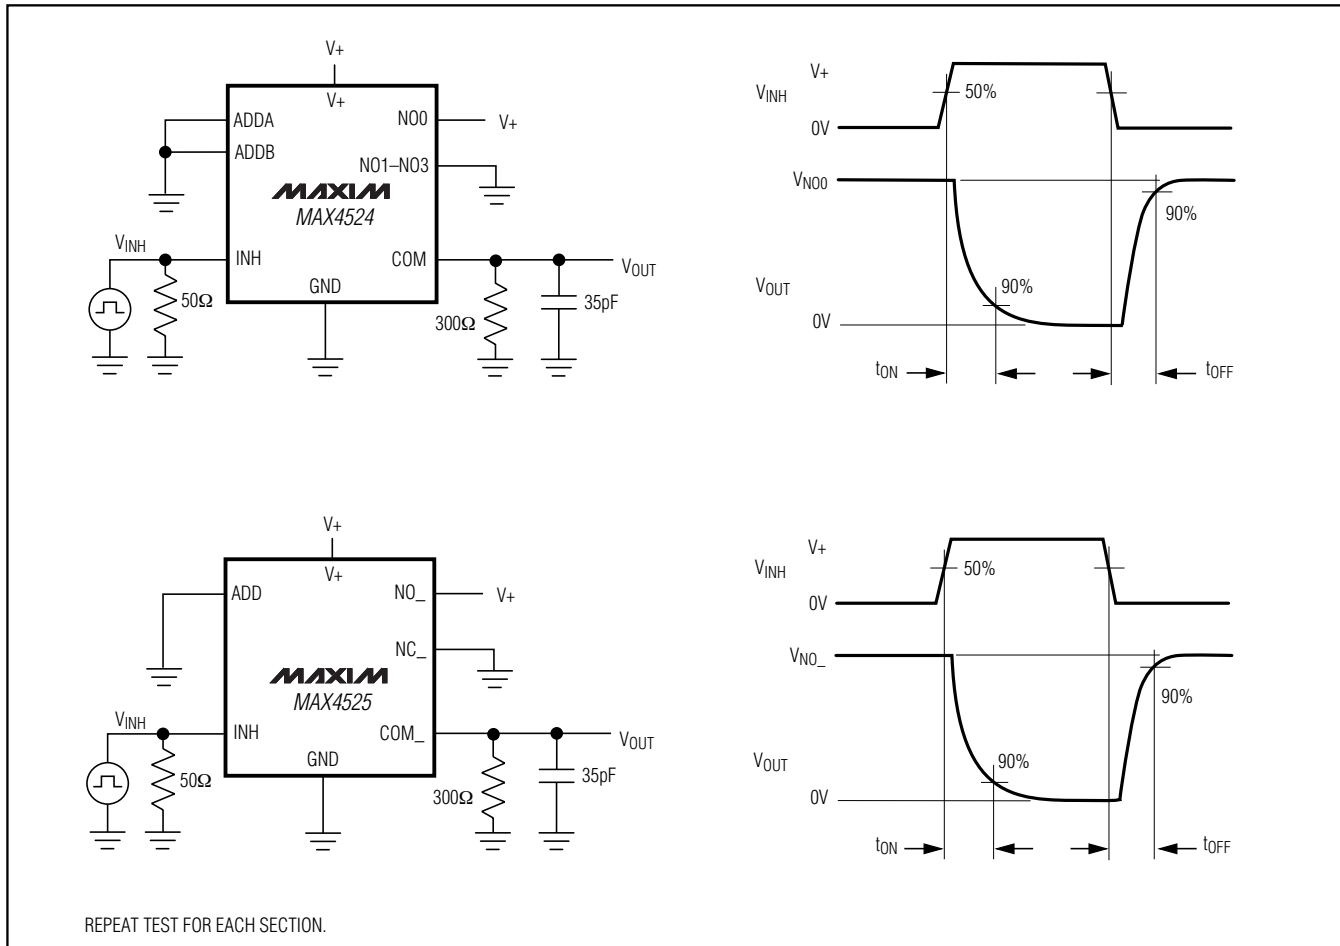 V+
V+
ADDA
ADDB
NO0
V+
NO1–NO3
MAXIM
MAX4524
VINH
INH
COM
VOUT
GND
50Ω
300Ω
35pF
V+
VINH
50%
0V
VNO0
90%
VOUT
90%
0V
tON
tOFF
V+
V+
ADD
NO_
V+
NC_
MAXIM
MAX4525
VINH
INH
COM_
VOUT
GND
50Ω
300Ω
35pF
V+
VINH
50%
0V
VNO_
90%
VOUT
90%
0V
tON
tOFF
REPEAT TEST FOR EACH SECTION.